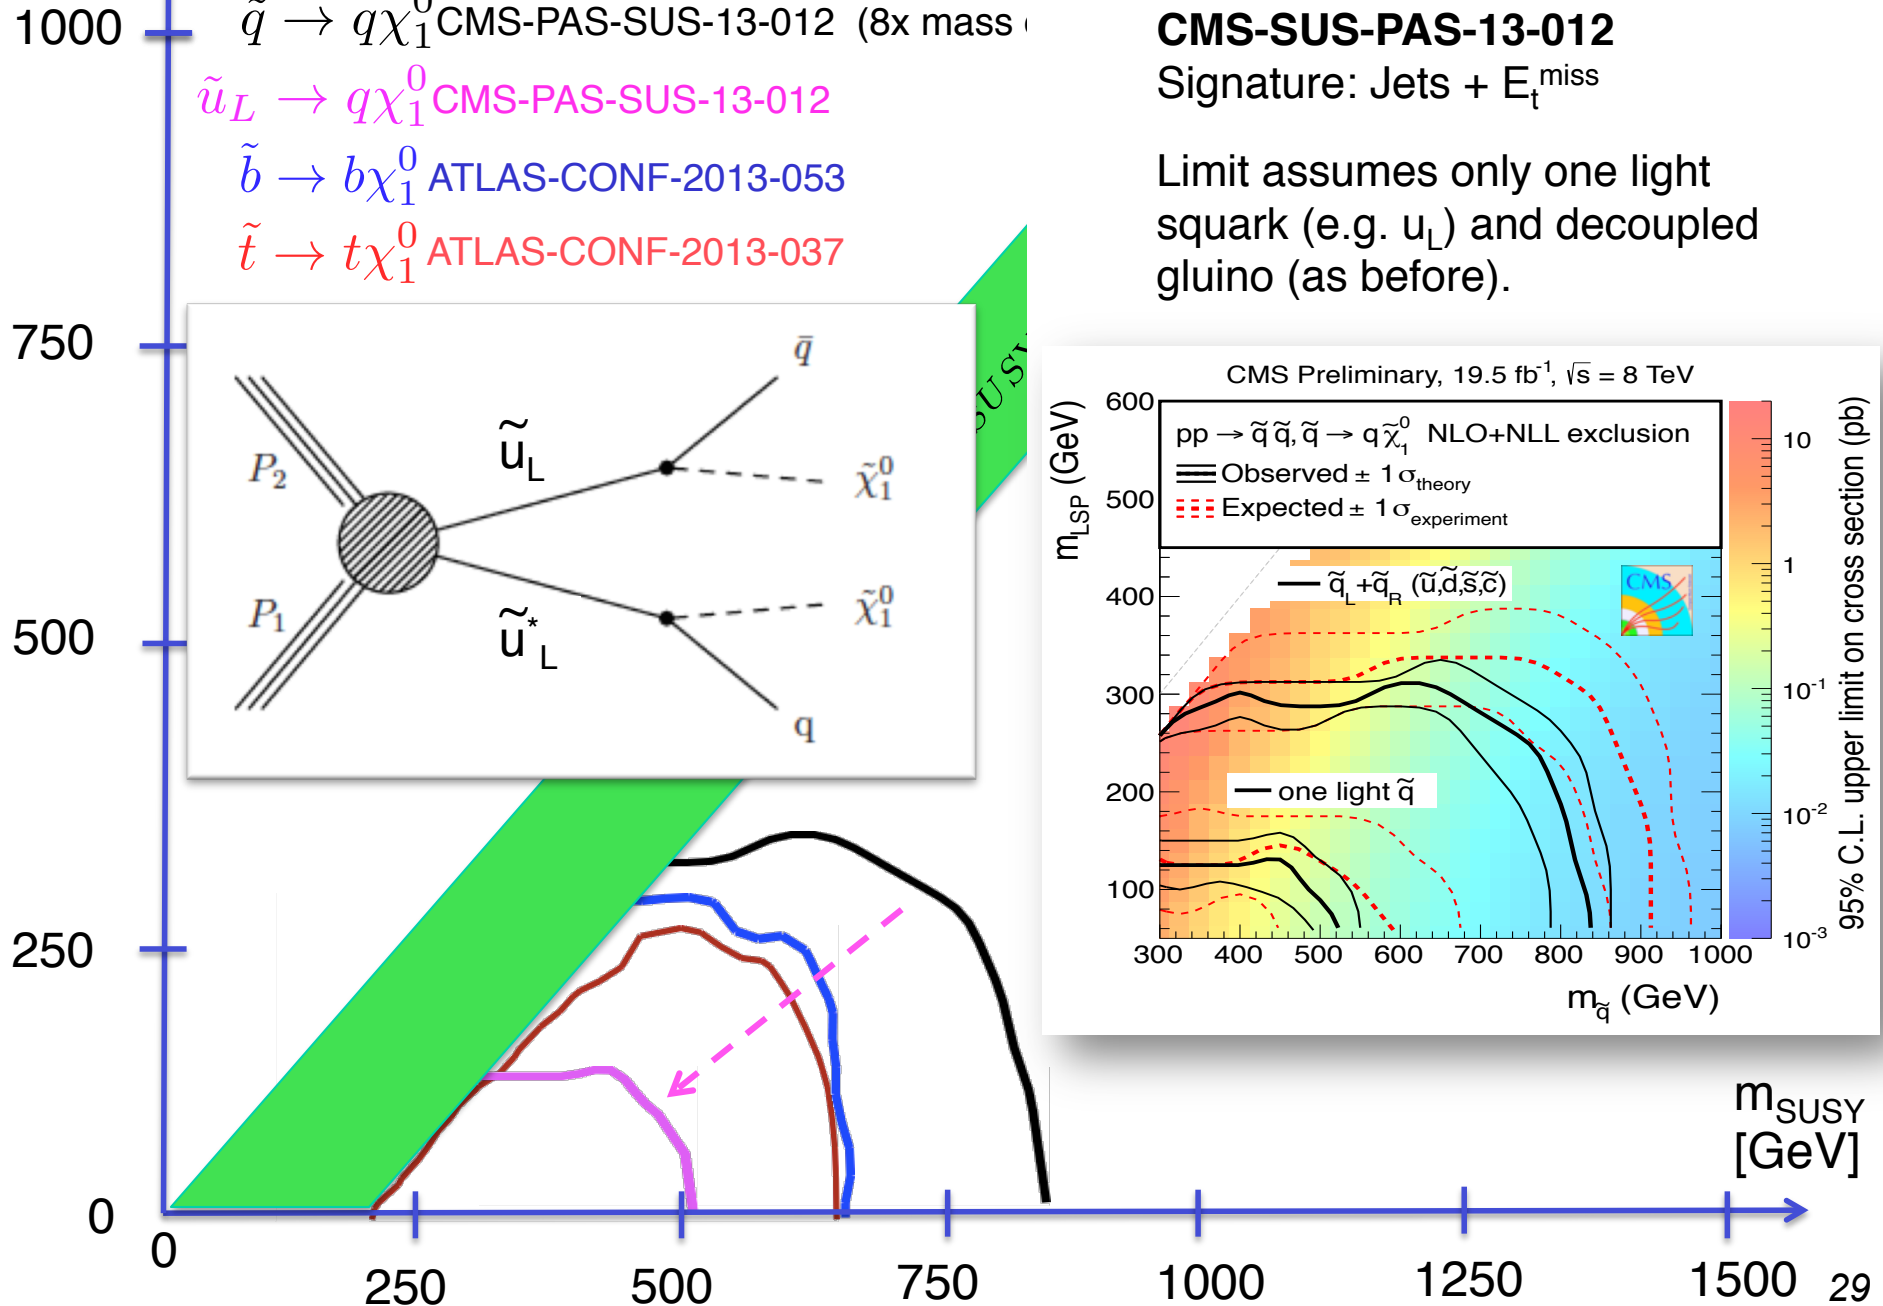 1000
q̃ → qχ₁⁰ CMS-PAS-SUS-13-012 (8x mass
ũ_L → qχ₁⁰ CMS-PAS-SUS-13-012
b̃ → bχ₁⁰ ATLAS-CONF-2013-053
t̃ → tχ₁⁰ ATLAS-CONF-2013-037
CMS-SUS-PAS-13-012
Signature: Jets + E_t^miss
Limit assumes only one light
squark (e.g. u_L) and decoupled
gluino (as before).
750
500
250
0
P₂
P₁
ũ_L
ũ*_L
q̄
χ̃₁⁰
χ̃₁⁰
q
SUSY
CMS Preliminary, 19.5 fb⁻¹, √s = 8 TeV
pp → q̃ q̃, q̃ → q χ̃₁⁰ NLO+NLL exclusion
Observed ± 1 σ_theory
Expected ± 1 σ_experiment
q̃_L + q̃_R (ũ,d̃,s̃,c̃)
CMS
one light q̃
m_LSP (GeV)
600
500
400
300
200
100
300 400 500 600 700 800 900 1000
m_q̃ (GeV)
10
1
10⁻¹
10⁻²
10⁻³
95% C.L. upper limit on cross section (pb)
m_SUSY
[GeV]
0 250 500 750 1000 1250 1500
29